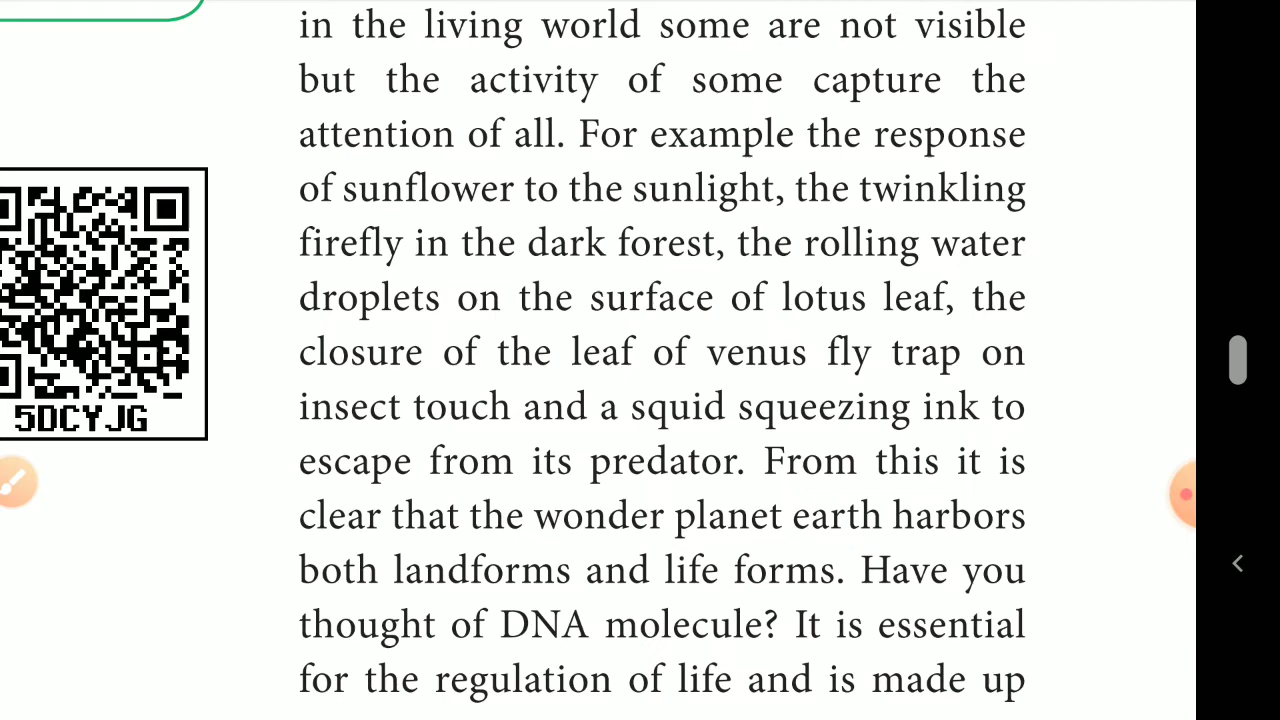 in the living world some are not visible
but the activity of some capture the
attention of all. For example the response
of sunflower to the sunlight, the twinkling
firefly in the dark forest, the rolling water
droplets on the surface of lotus leaf, the
closure of the leaf of venus fly trap on
insect touch and a squid squeezing ink to
escape from its predator. From this it is
clear that the wonder planet earth harbors
both landforms and life forms. Have you
thought of DNA molecule? It is essential
for the regulation of life and is made up
5DCYJG